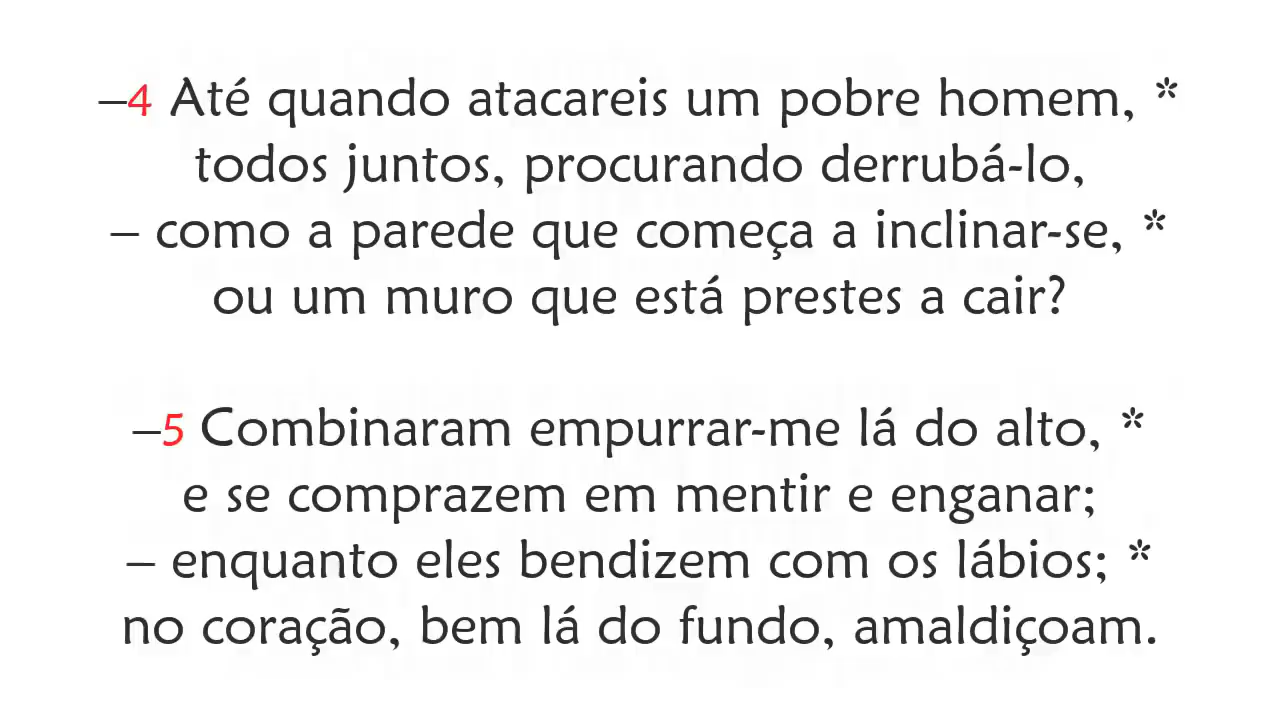 –4 Até quando atacareis um pobre homem, *
todos juntos, procurando derrubá-lo,
– como a parede que começa a inclinar-se, *
ou um muro que está prestes a cair?
–5 Combinaram empurrar-me lá do alto, *
e se comprazem em mentir e enganar;
– enquanto eles bendizem com os lábios; *
no coração, bem lá do fundo, amaldiçoam.